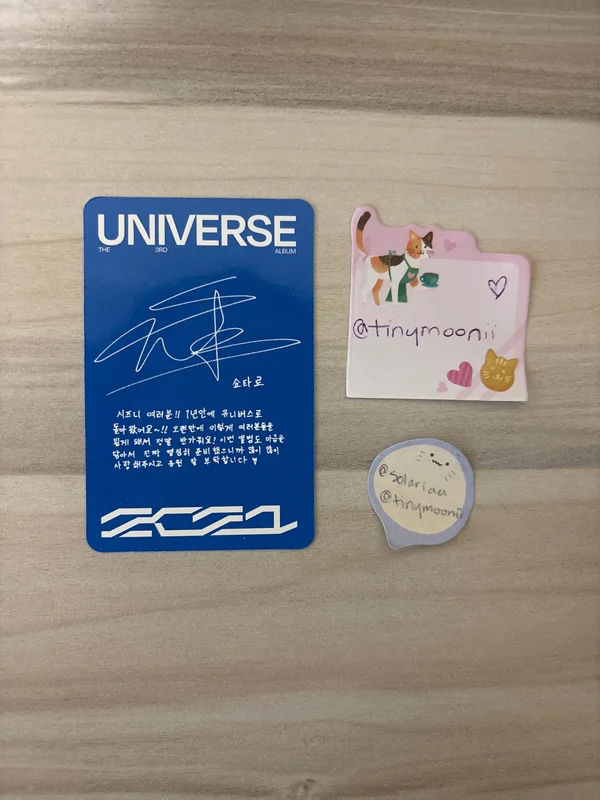 UNIVERSE
THE 3RD ALBUM
쇼타로
시즈니 여러분!! 1년만에 유니버스로
돌아왔어요~!! 오랜만에 이렇게 여러분들을
뵙게 돼서 정말 반가워요! 이번 앨범도 마음을
담아서 진짜 열심히 준비했으니까 많이 많이
사랑해주시고 응원 잘 부탁합니다 ♥
2021
@tinymoonii
@solariau
@tinymoonii